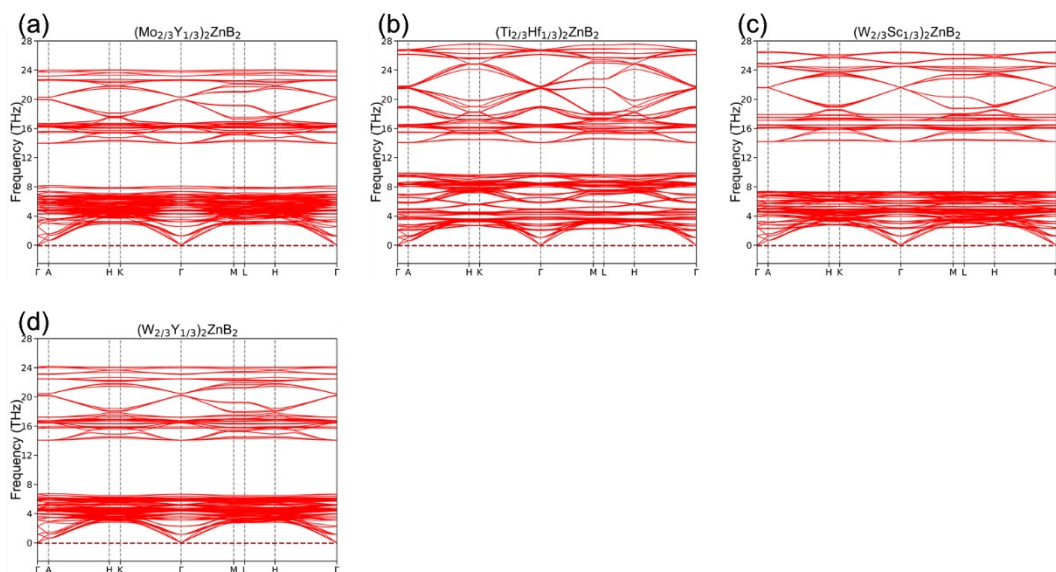 (a)
(Mo2/3Y1/3)2ZnB2
28
24
20
16
12
8
4
0
Frequency (THz)
Γ A H K Γ M L H Γ
(b)
(Ti2/3Hf1/3)2ZnB2
28
24
20
16
12
8
4
0
Frequency (THz)
Γ A H K Γ M L H Γ
(c)
(W2/3Sc1/3)2ZnB2
28
24
20
16
12
8
4
0
Frequency (THz)
Γ A H K Γ M L H Γ
(d)
(W2/3Y1/3)2ZnB2
28
24
20
16
12
8
4
0
Frequency (THz)
Γ A H K Γ M L H Γ